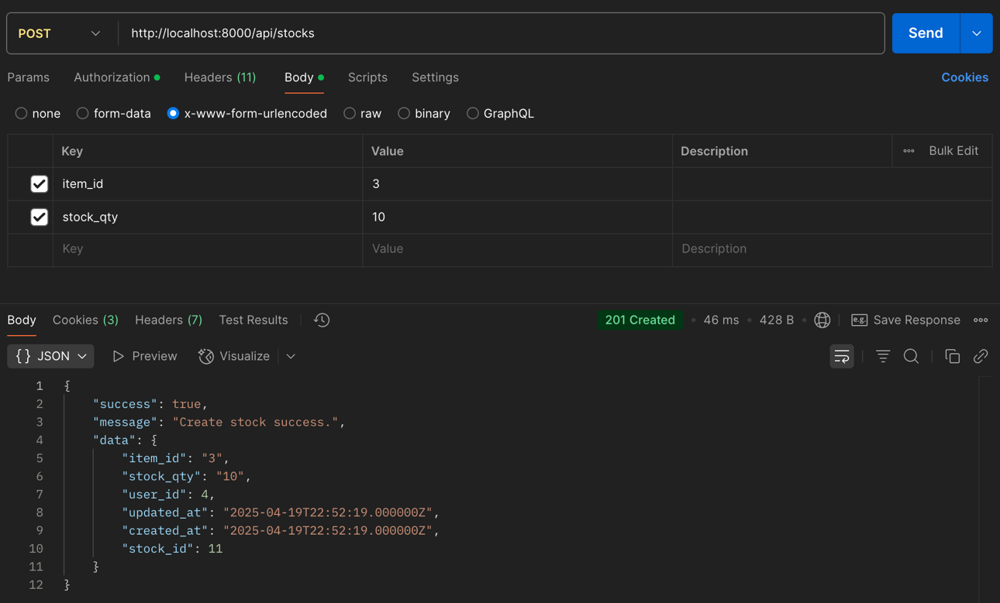 POST http://localhost:8000/api/stocks Send
Params Authorization Headers (11) Body Scripts Settings Cookies
none form-data x-www-form-urlencoded raw binary GraphQL
Key Value Description Bulk Edit
item_id 3
stock_qty 10
Key Value Description
Body Cookies (3) Headers (7) Test Results 201 Created 46 ms 428 B e.g. Save Response
{} JSON Preview Visualize
1 {
2 "success": true,
3 "message": "Create stock success.",
4 "data": {
5 "item_id": "3",
6 "stock_qty": "10",
7 "user_id": 4,
8 "updated_at": "2025-04-19T22:52:19.000000Z",
9 "created_at": "2025-04-19T22:52:19.000000Z",
10 "stock_id": 11
11 }
12 }